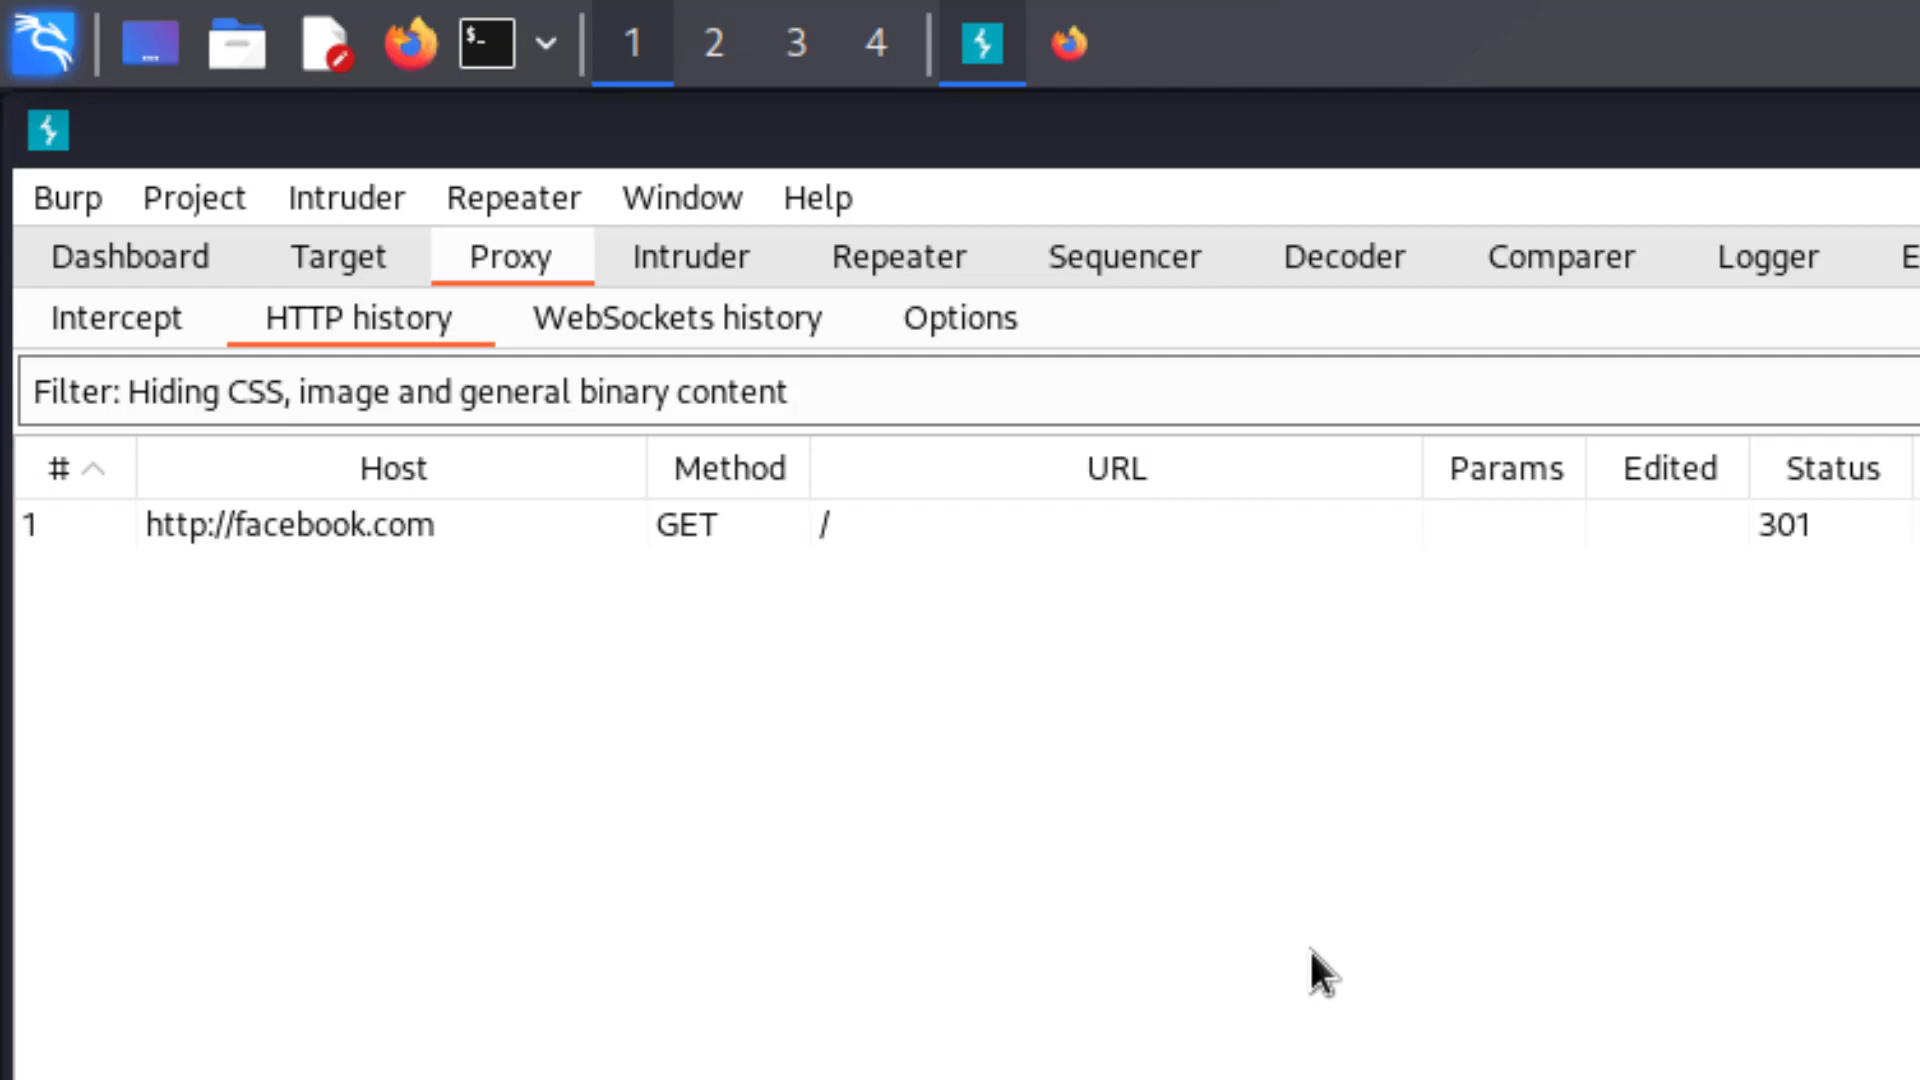 $-
1 2 3 4
Burp Project Intruder Repeater Window Help
Dashboard Target Proxy Intruder Repeater Sequencer Decoder Comparer Logger E
Intercept HTTP history WebSockets history Options
Filter: Hiding CSS, image and general binary content
# Host Method URL Params Edited Status
1 http://facebook.com GET / 301